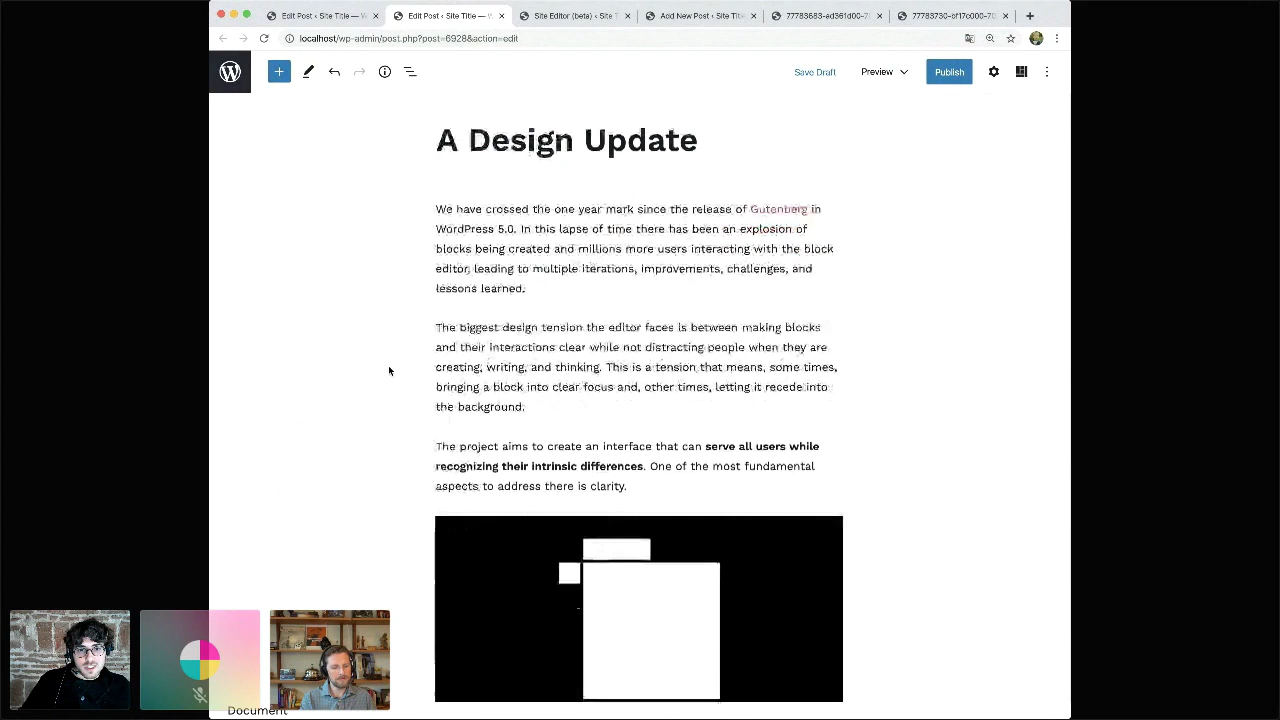 Edit Post ‹ Site Title — W
Edit Post ‹ Site Title — W
Site Editor (beta) ‹ Site T
Add New Post ‹ Site Title
77783683-ed361d00-7
77783730-cf17c000-70
localhost/wp-admin/post.php?post=6928&action=edit
Save Draft
Preview
Publish
A Design Update
We have crossed the one year mark since the release of Gutenberg in
WordPress 5.0. In this lapse of time there has been an explosion of
blocks being created and millions more users interacting with the block
editor, leading to multiple iterations, improvements, challenges, and
lessons learned.
The biggest design tension the editor faces is between making blocks
and their interactions clear while not distracting people when they are
creating, writing, and thinking. This is a tension that means, some times,
bringing a block into clear focus and, other times, letting it recede into
the background.
The project aims to create an interface that can serve all users while
recognizing their intrinsic differences. One of the most fundamental
aspects to address there is clarity.
Document